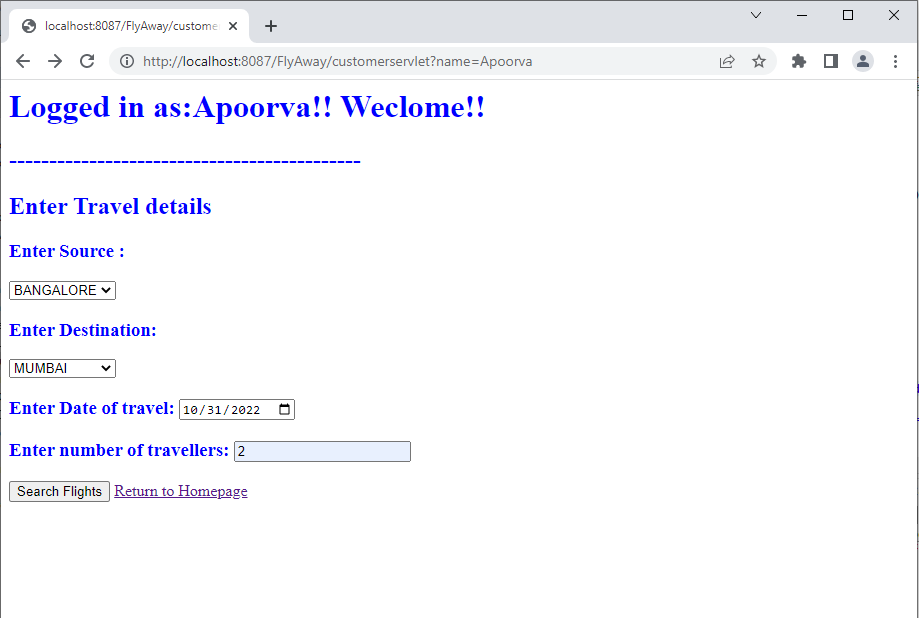 localhost:8087/FlyAway/custome
http://localhost:8087/FlyAway/customerservlet?name=Apoorva
Logged in as:Apoorva!! Weclome!!
--------------------------------------------
Enter Travel details
Enter Source :
BANGALORE
Enter Destination:
MUMBAI
Enter Date of travel: 10/31/2022
Enter number of travellers: 2
Search Flights Return to Homepage